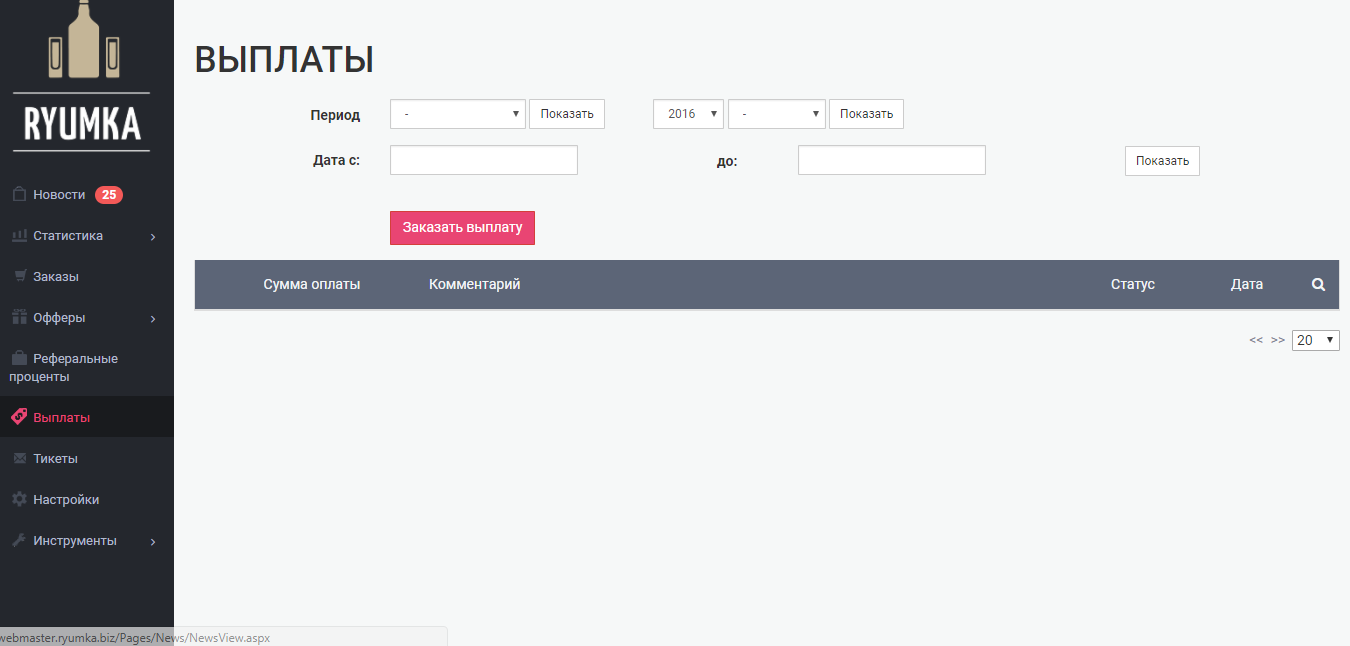 RYUMKA
Новости 25
Статистика
Заказы
Офферы
Реферальные
проценты
Выплаты
Тикеты
Настройки
Инструменты
ВЫПЛАТЫ
Период - Показать 2016 - Показать
Дата с: до: Показать
Заказать выплату
Сумма оплаты Комментарий Статус Дата
<< >> 20
webmaster.ryumka.biz/Pages/News/NewsView.aspx